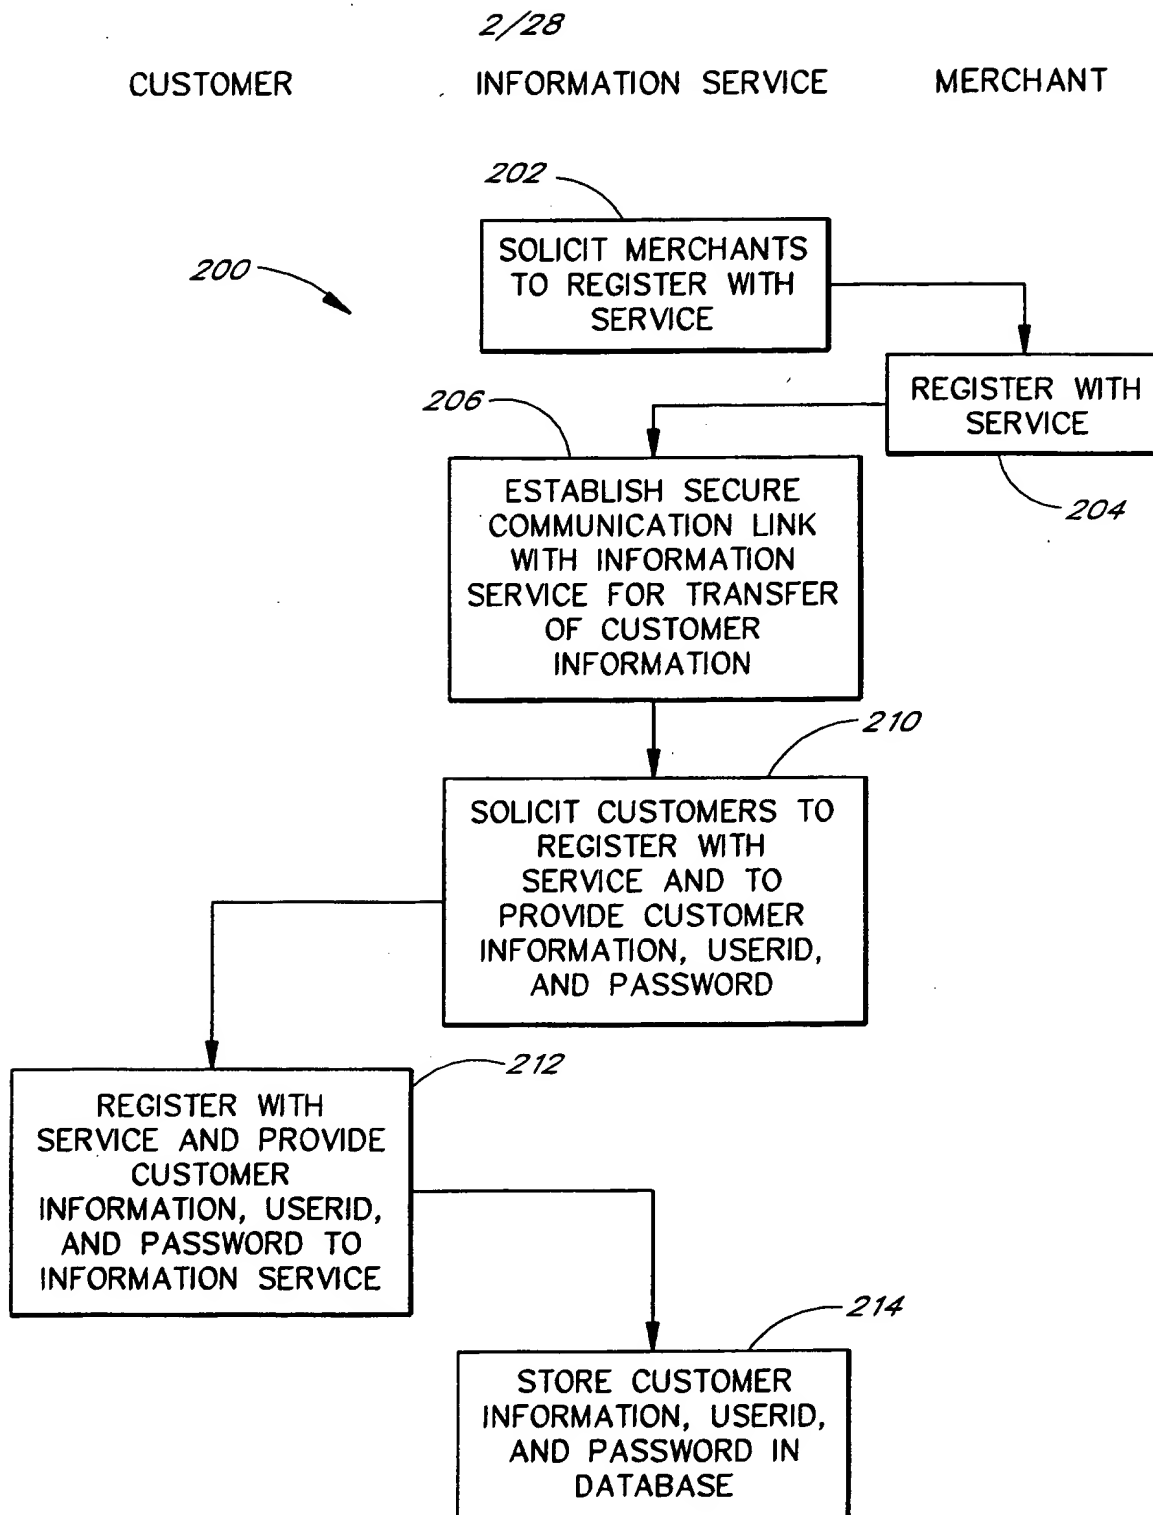 2/28
CUSTOMER
INFORMATION SERVICE
MERCHANT
202
SOLICIT MERCHANTS
TO REGISTER WITH
SERVICE
200
REGISTER WITH
SERVICE
204
206
ESTABLISH SECURE
COMMUNICATION LINK
WITH INFORMATION
SERVICE FOR TRANSFER
OF CUSTOMER
INFORMATION
210
SOLICIT CUSTOMERS TO
REGISTER WITH
SERVICE AND TO
PROVIDE CUSTOMER
INFORMATION, USERID,
AND PASSWORD
212
REGISTER WITH
SERVICE AND PROVIDE
CUSTOMER
INFORMATION, USERID,
AND PASSWORD TO
INFORMATION SERVICE
214
STORE CUSTOMER
INFORMATION, USERID,
AND PASSWORD IN
DATABASE